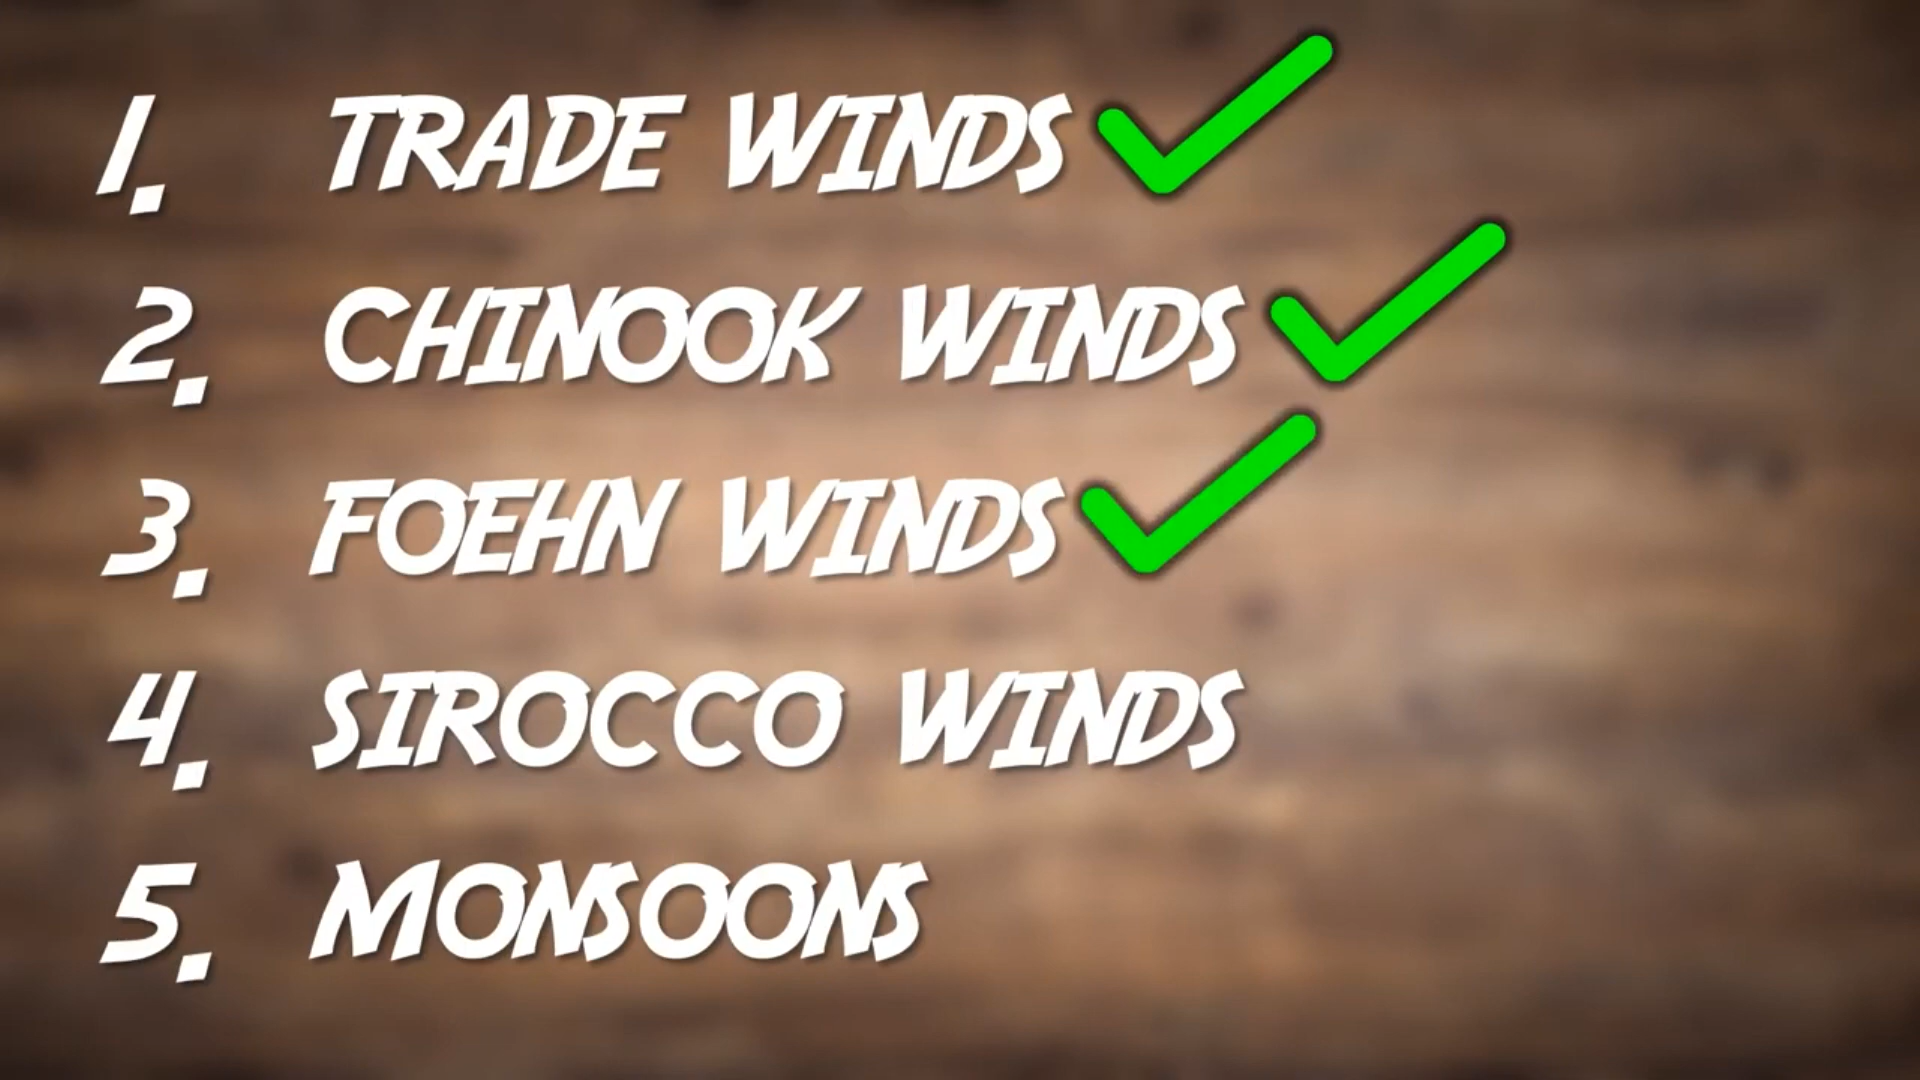 1. TRADE WINDS
2. CHINOOK WINDS
3. FOEHN WINDS
4. SIROCCO WINDS
5. MONSOONS